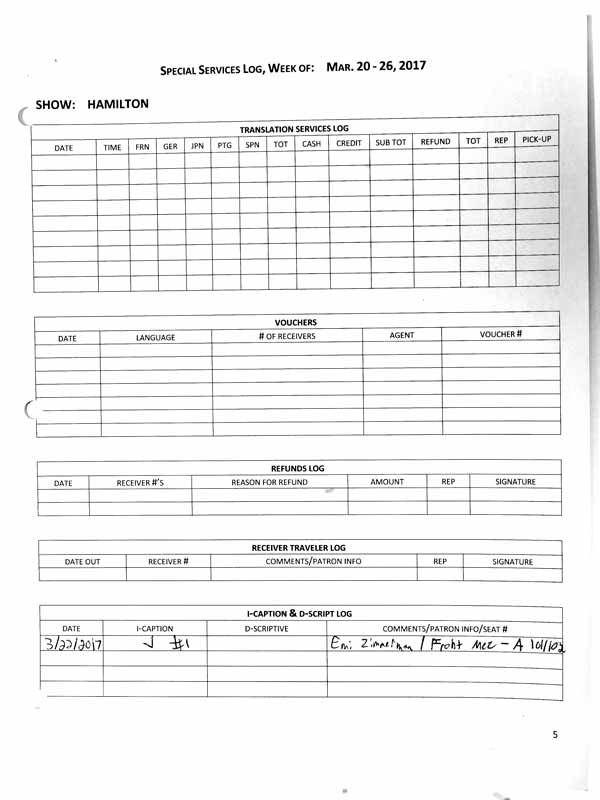 SPECIAL SERVICES LOG, WEEK OF: MAR. 20 - 26, 2017
SHOW: HAMILTON
TRANSLATION SERVICES LOG
DATE TIME FRN GER JPN PTG SPN TOT CASH CREDIT SUB TOT REFUND TOT REP PICK-UP
VOUCHERS
DATE LANGUAGE # OF RECEIVERS AGENT VOUCHER #
REFUNDS LOG
DATE RECEIVER #'S REASON FOR REFUND AMOUNT REP SIGNATURE
RECEIVER TRAVELER LOG
DATE OUT RECEIVER # COMMENTS/PATRON INFO REP SIGNATURE
I-CAPTION & D-SCRIPT LOG
DATE I-CAPTION D-SCRIPTIVE COMMENTS/PATRON INFO/SEAT #
3/22/2017 #1 / Front Mez - A 101/102
5